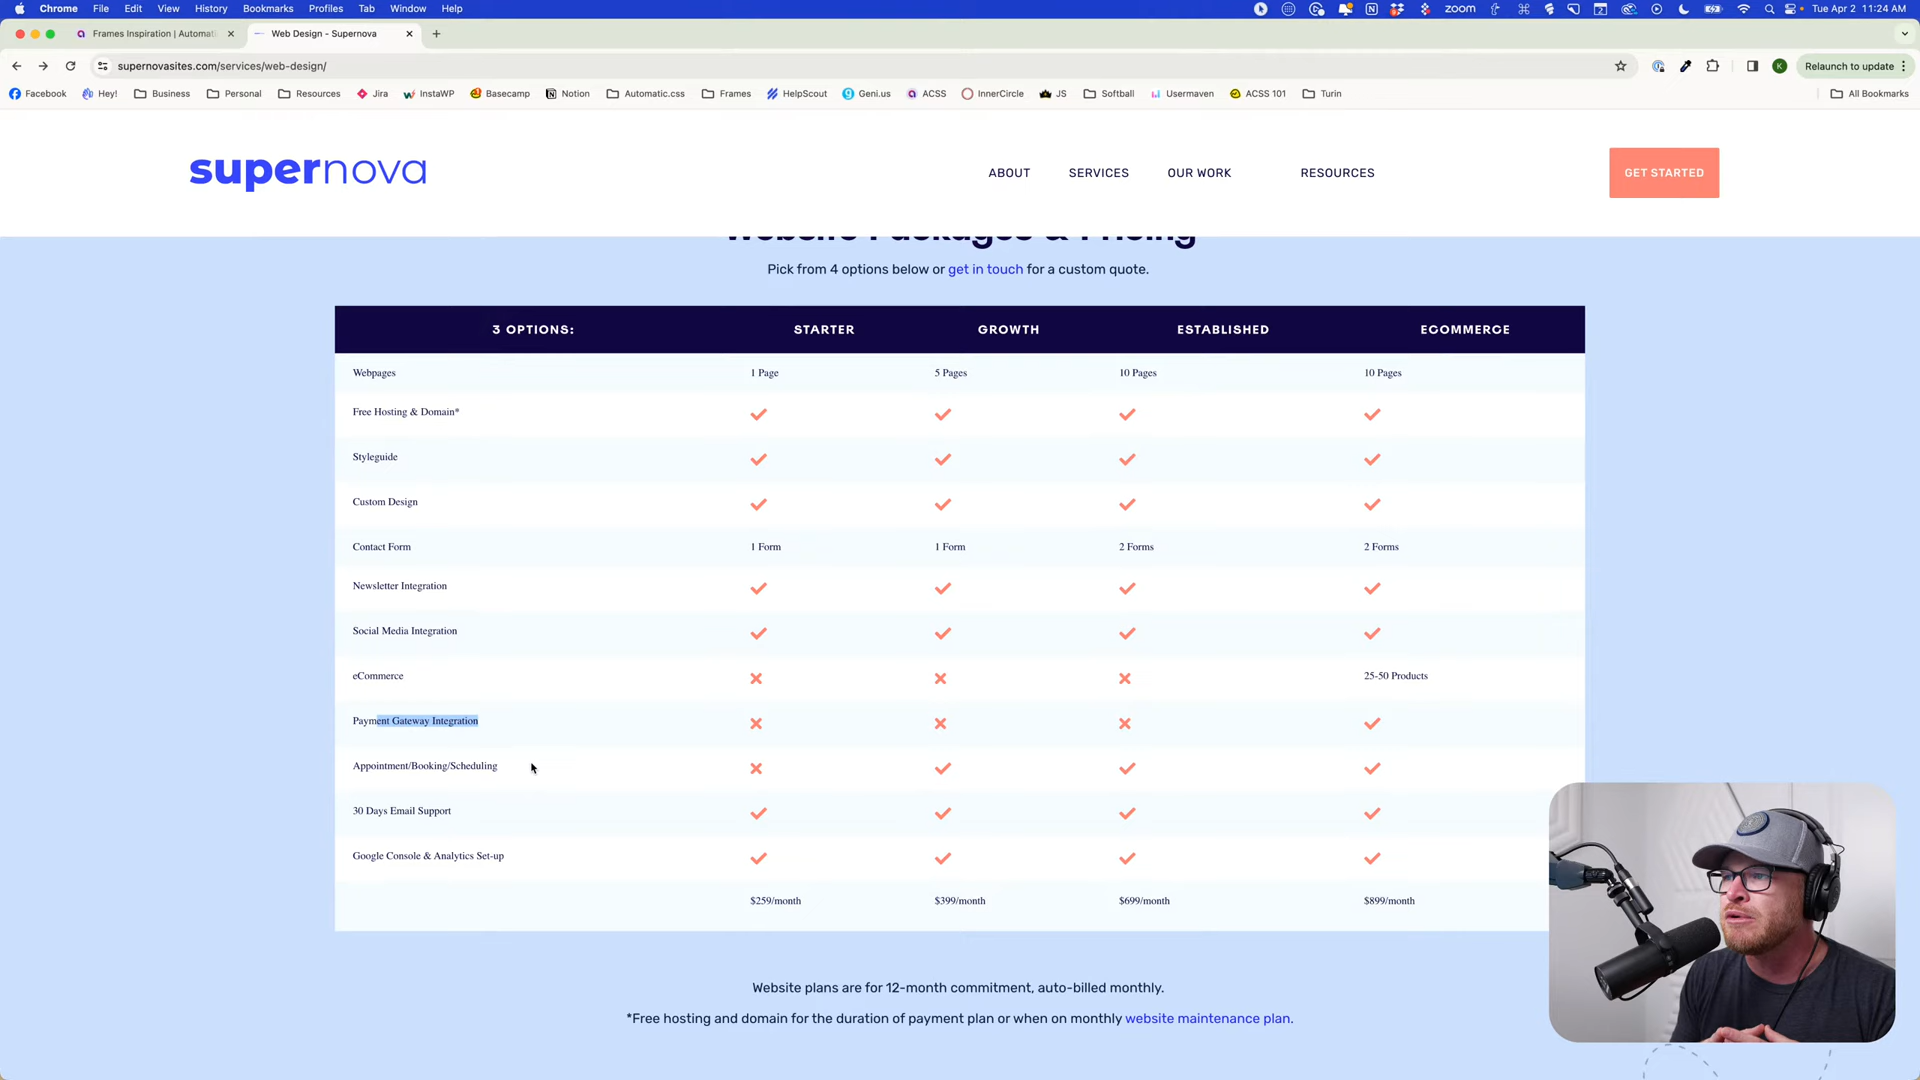 Chrome File Edit View History Bookmarks Profiles Tab Window Help
zoom Tue Apr 2 11:24 AM
Frames Inspiration | Automat
Web Design - Supernova
supernovasites.com/services/web-design/
Relaunch to update
Facebook Hey! Business Personal Resources Jira InstaWP Basecamp Notion Automatic.css Frames HelpScout Geni.us ACSS InnerCircle JS Softball Usermaven ACSS 101 Turin All Bookmarks
supernova
ABOUT SERVICES OUR WORK RESOURCES GET STARTED
Website Packages & Pricing
Pick from 4 options below or get in touch for a custom quote.
3 OPTIONS: STARTER GROWTH ESTABLISHED ECOMMERCE
Webpages 1 Page 5 Pages 10 Pages 10 Pages
Free Hosting & Domain*
Styleguide
Custom Design
Contact Form 1 Form 1 Form 2 Forms 2 Forms
Newsletter Integration
Social Media Integration
eCommerce 25-50 Products
Payment Gateway Integration
Appointment/Booking/Scheduling
30 Days Email Support
Google Console & Analytics Set-up
$259/month $399/month $699/month $899/month
Website plans are for 12-month commitment, auto-billed monthly.
*Free hosting and domain for the duration of payment plan or when on monthly website maintenance plan.